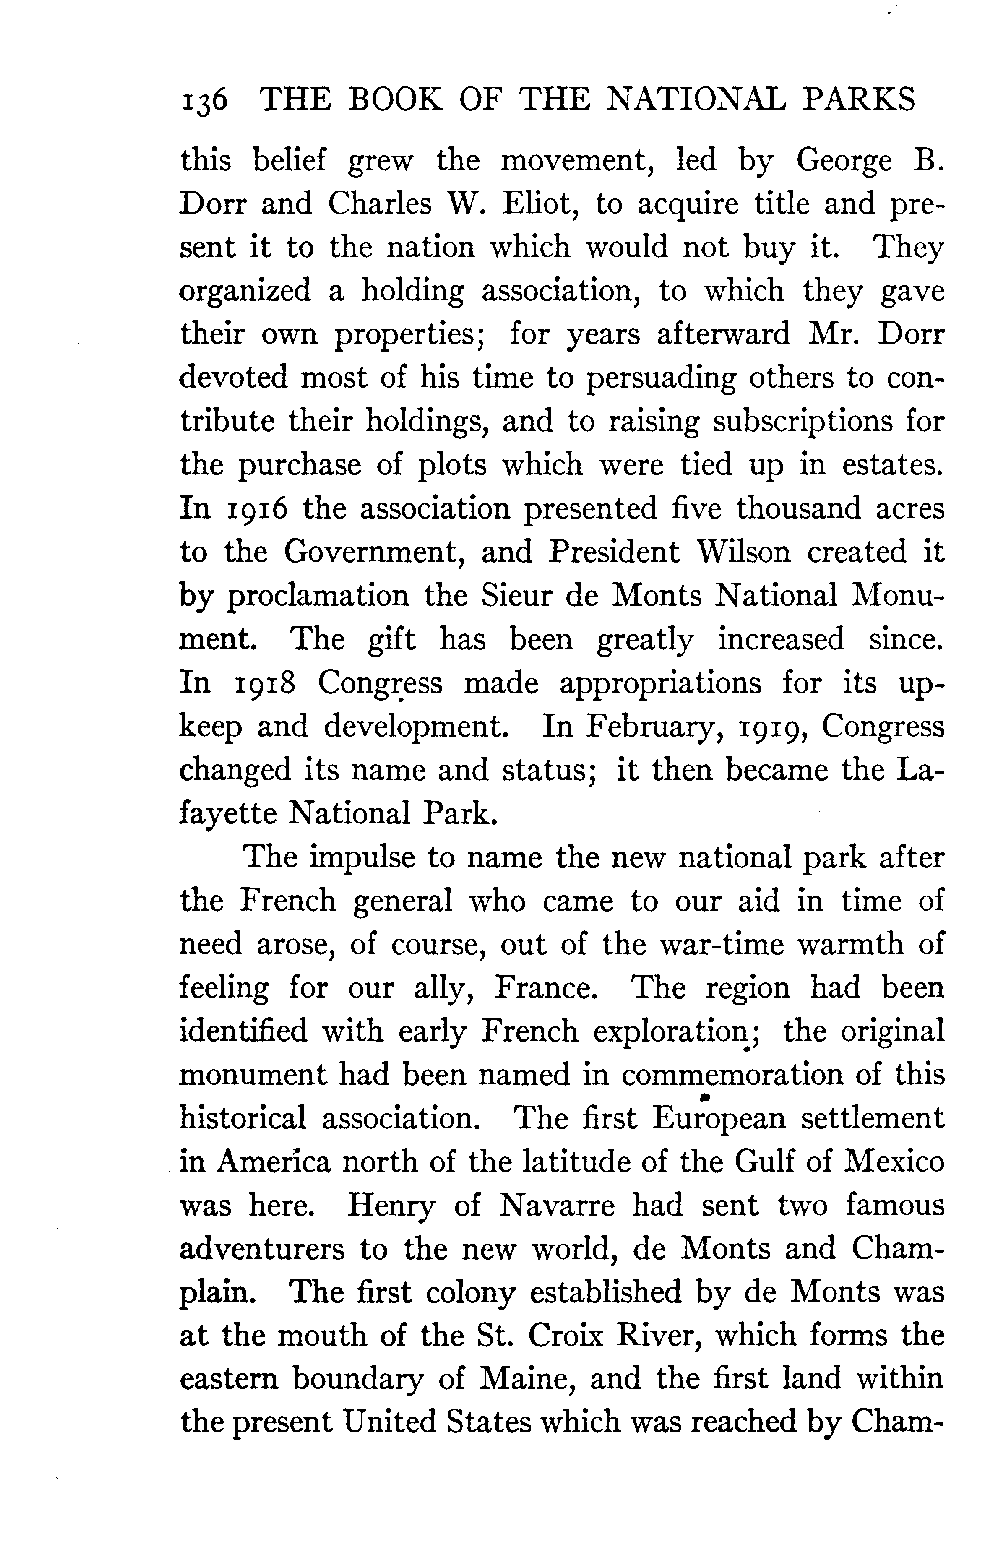 136 THE BOOK OF THE NATIONAL PARKS
this belief grew the movement, led by George B.
Dorr and Charles W. Eliot, to acquire title and pre-
sent it to the nation which would not buy it. They
organized a holding association, to which they gave
their own properties; for years afterward Mr. Dorr
devoted most of his time to persuading others to con-
tribute their holdings, and to raising subscriptions for
the purchase of plots which were tied up in estates.
In 1916 the association presented five thousand acres
to the Government, and President Wilson created it
by proclamation the Sieur de Monts National Monu-
ment. The gift has been greatly increased since.
In 1918 Congress made appropriations for its up-
keep and development. In February, 1919, Congress
changed its name and status; it then became the La-
fayette National Park.
The impulse to name the new national park after
the French general who came to our aid in time of
need arose, of course, out of the war-time warmth of
feeling for our ally, France. The region had been
identified with early French exploration; the original
monument had been named in commemoration of this
historical association. The first European settlement
in America north of the latitude of the Gulf of Mexico
was here. Henry of Navarre had sent two famous
adventurers to the new world, de Monts and Cham-
plain. The first colony established by de Monts was
at the mouth of the St. Croix River, which forms the
eastern boundary of Maine, and the first land within
the present United States which was reached by Cham-